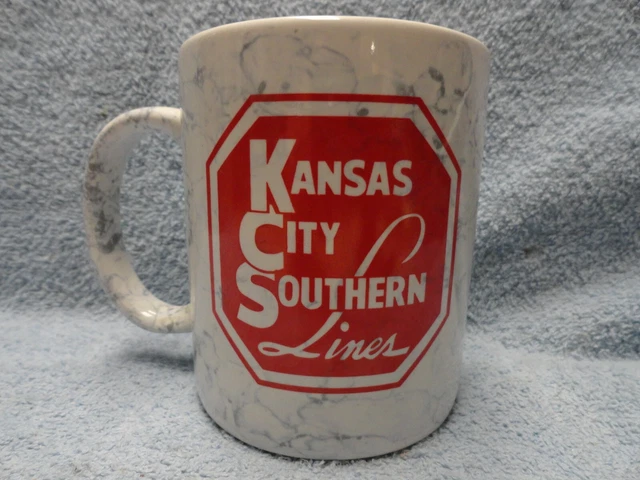 KANSAS
CITY
SOUTHERN
Lines